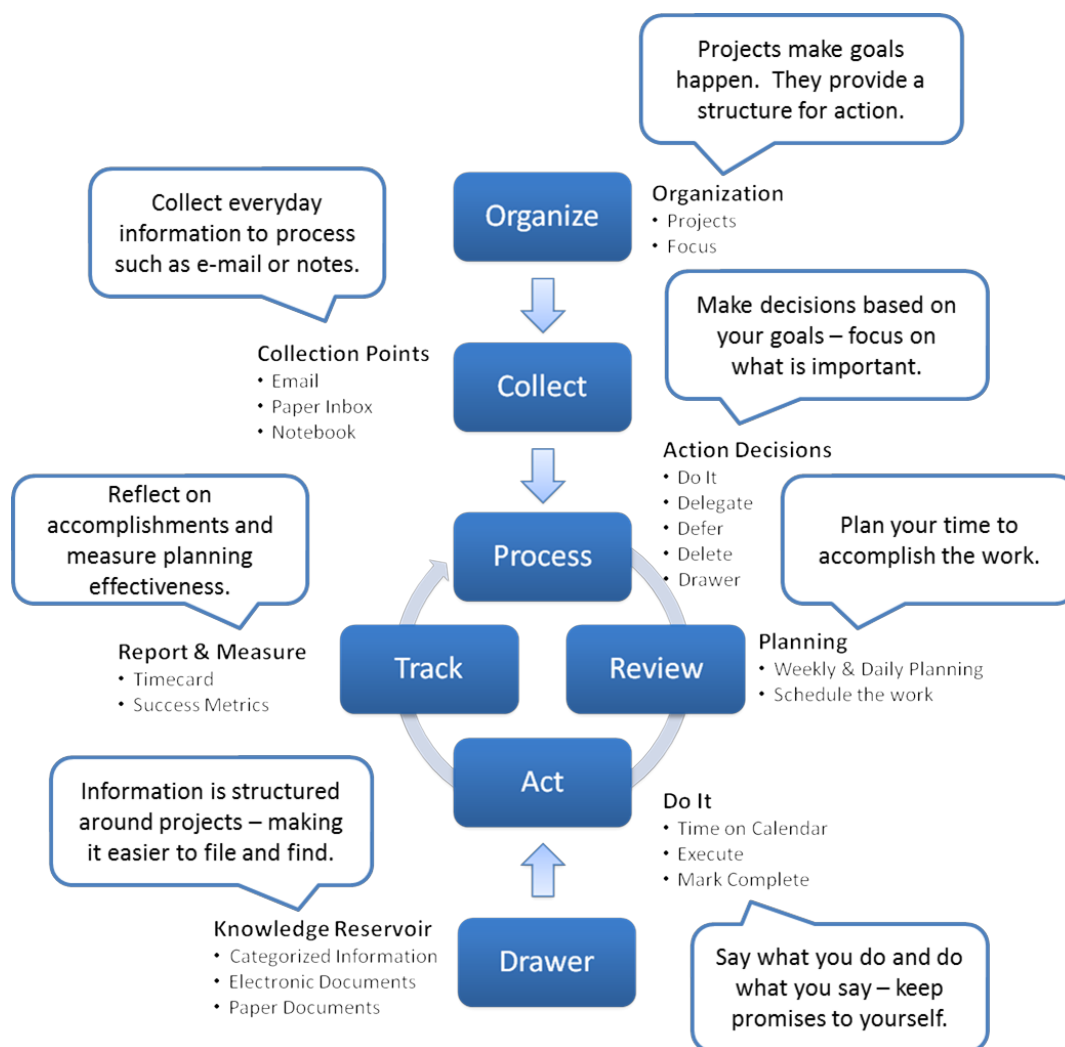 Projects make goals
happen.  They provide a
structure for action.
Organize
Organization
• Projects
• Focus
Collect everyday
information to process
such as e-mail or notes.
Make decisions based on
your goals – focus on
what is important.
Collection Points
• Email
• Paper Inbox
• Notebook
Collect
Action Decisions
• Do It
• Delegate
• Defer
• Delete
• Drawer
Reflect on
accomplishments and
measure planning
effectiveness.
Process
Plan your time to
accomplish the work.
Report & Measure
• Timecard
• Success Metrics
Track
Review
Planning
• Weekly & Daily Planning
• Schedule the work
Act
Information is structured
around projects – making
it easier to file and find.
Do It
• Time on Calendar
• Execute
• Mark Complete
Knowledge Reservoir
• Categorized Information
• Electronic Documents
• Paper Documents
Drawer
Say what you do and do
what you say – keep
promises to yourself.